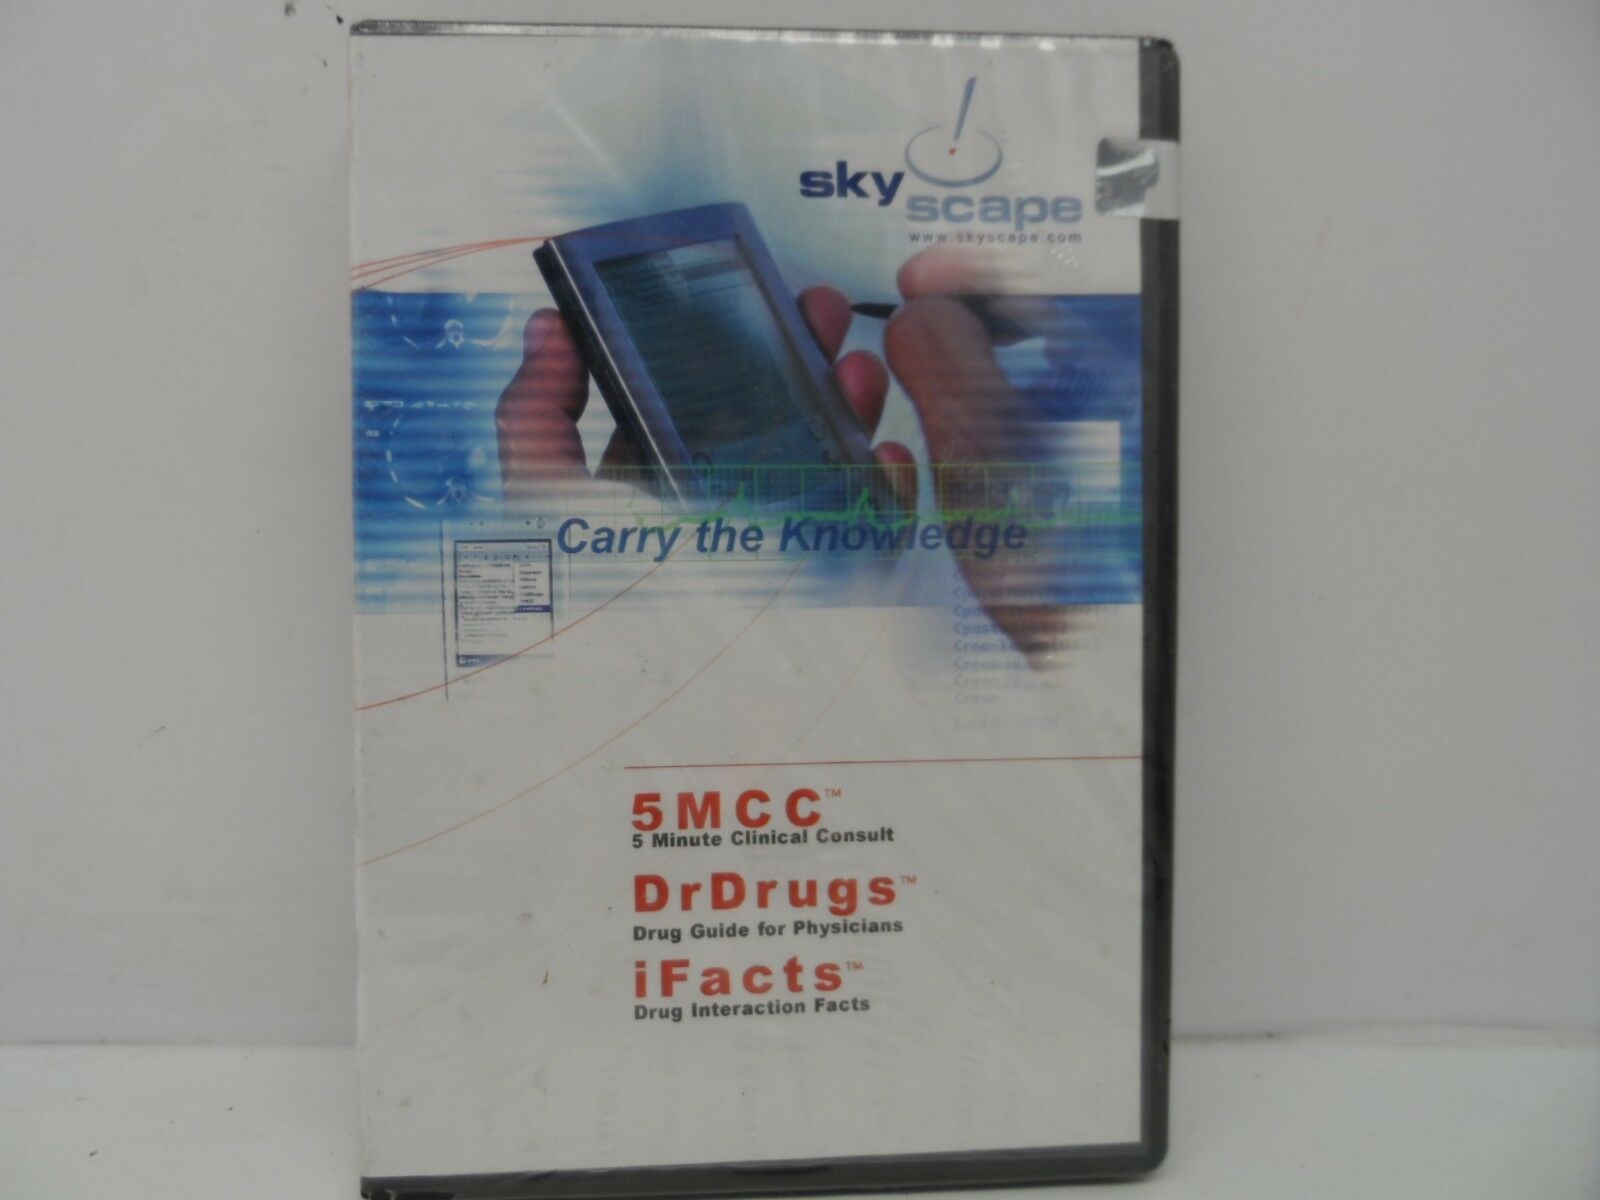 sky
scape
www.skyscape.com
Carry the Knowledge
Creon
5MCC™
5 Minute Clinical Consult
DrDrugs™
Drug Guide for Physicians
iFacts™
Drug Interaction Facts